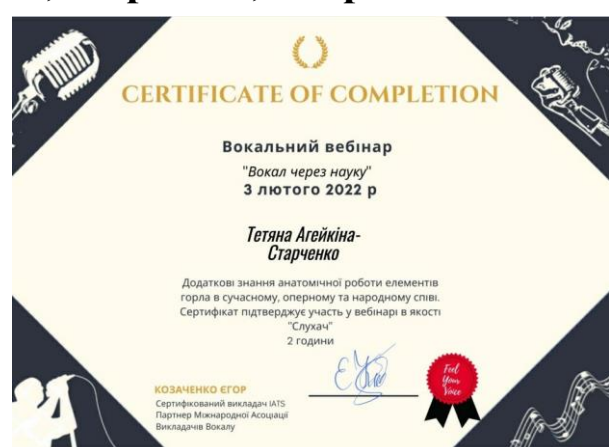 CERTIFICATE OF COMPLETION
Вокальний вебінар
"Вокал через науку"
3 лютого 2022 р
Тетяна Агейкіна-
Старченко
Додаткові знання анатомічної роботи елементів
горла в сучасному, оперному та народному співі.
Сертифікат підтверджує участь у вебінарі в якості
"Слухач"
2 години
КОЗАЧЕНКО ЄГОР
Сертифікований викладач IATS
Партнер Міжнародної Асоціації
Викладачів Вокалу
Feel
Your
Voice